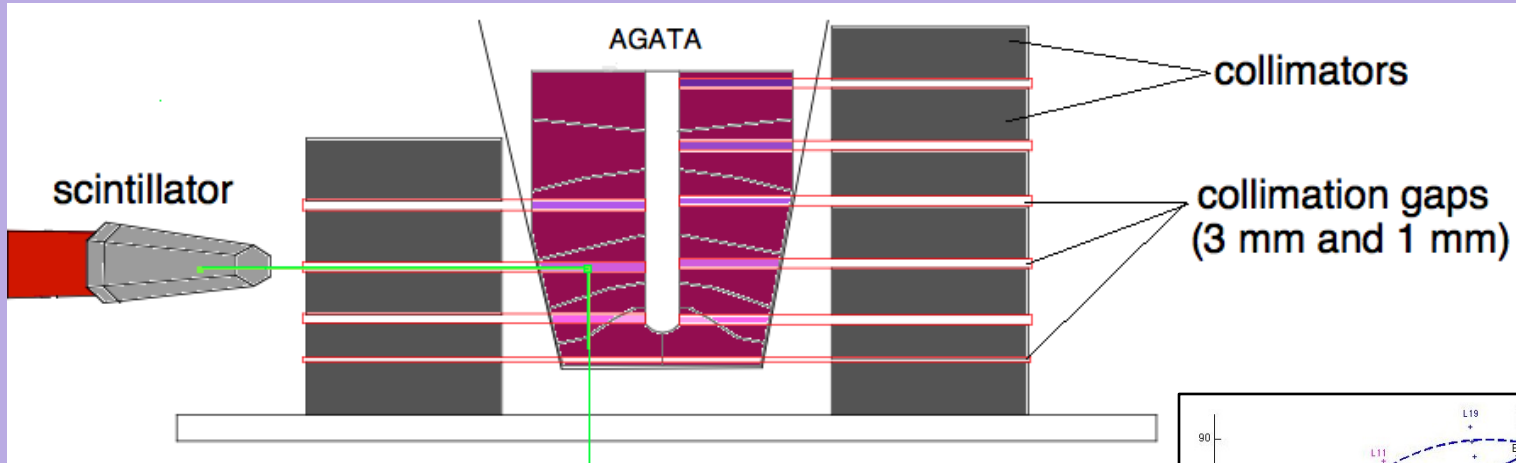 AGATA
collimators
scintillator
collimation gaps
(3 mm and 1 mm)
L19
90
L11